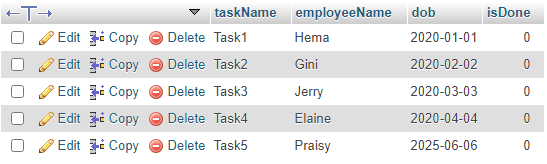 taskName employeeName dob isDone
Edit Copy Delete Task1 Hema 2020-01-01 0
Edit Copy Delete Task2 Gini 2020-02-02 0
Edit Copy Delete Task3 Jerry 2020-03-03 0
Edit Copy Delete Task4 Elaine 2020-04-04 0
Edit Copy Delete Task5 Praisy 2025-06-06 0